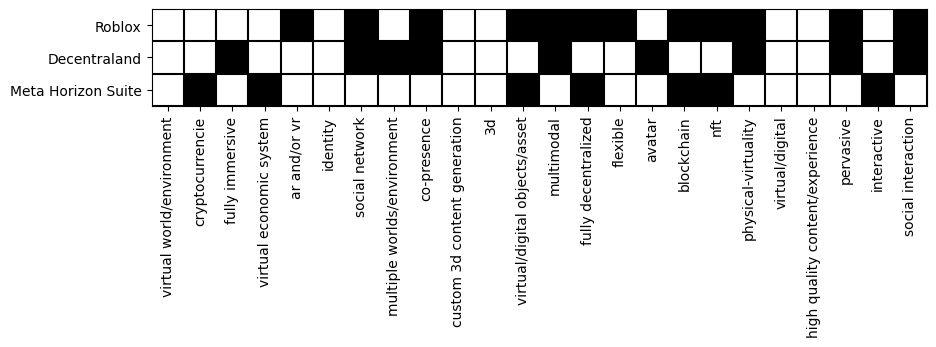 Roblox
Decentraland
Meta Horizon Suite
virtual world/environment
cryptocurrencie
fully immersive
virtual economic system
ar and/or vr
identity
social network
multiple worlds/environment
co-presence
custom 3d content generation
3d
virtual/digital objects/asset
multimodal
fully decentralized
flexible
avatar
blockchain
nft
physical-virtuality
virtual/digital
high quality content/experience
pervasive
interactive
social interaction